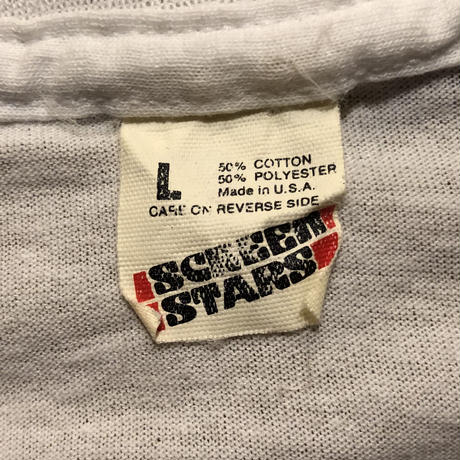 L
50% COTTON
50% POLYESTER
Made in U.S.A.
CARE ON REVERSE SIDE
SCREEN
STARS